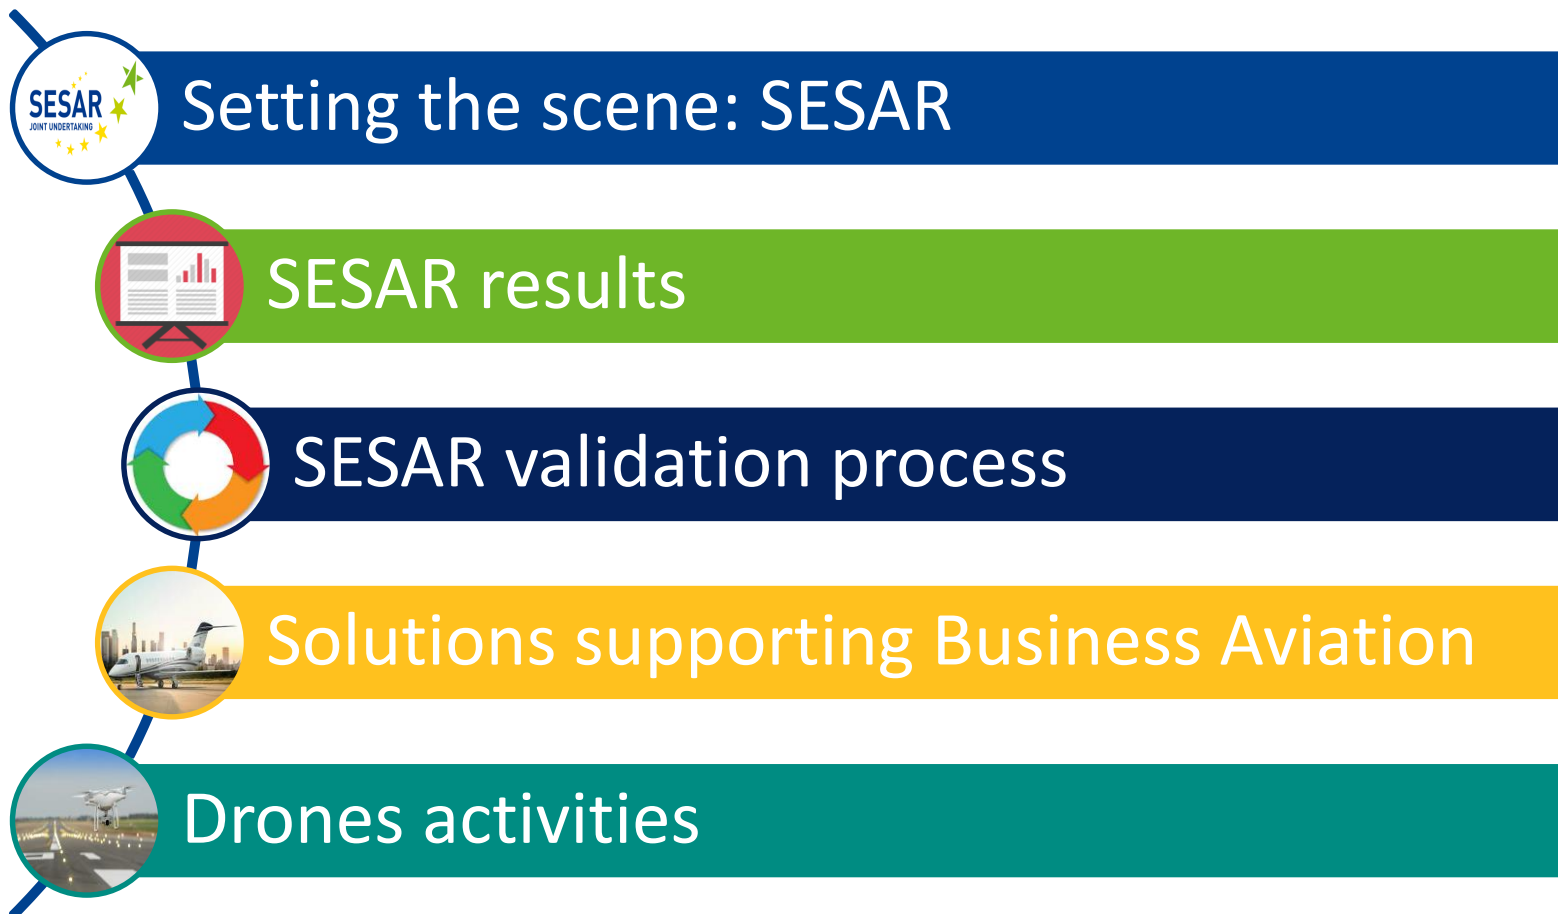 SESAR
JOINT UNDERTAKING
Setting the scene: SESAR
SESAR results
SESAR validation process
Solutions supporting Business Aviation
Drones activities